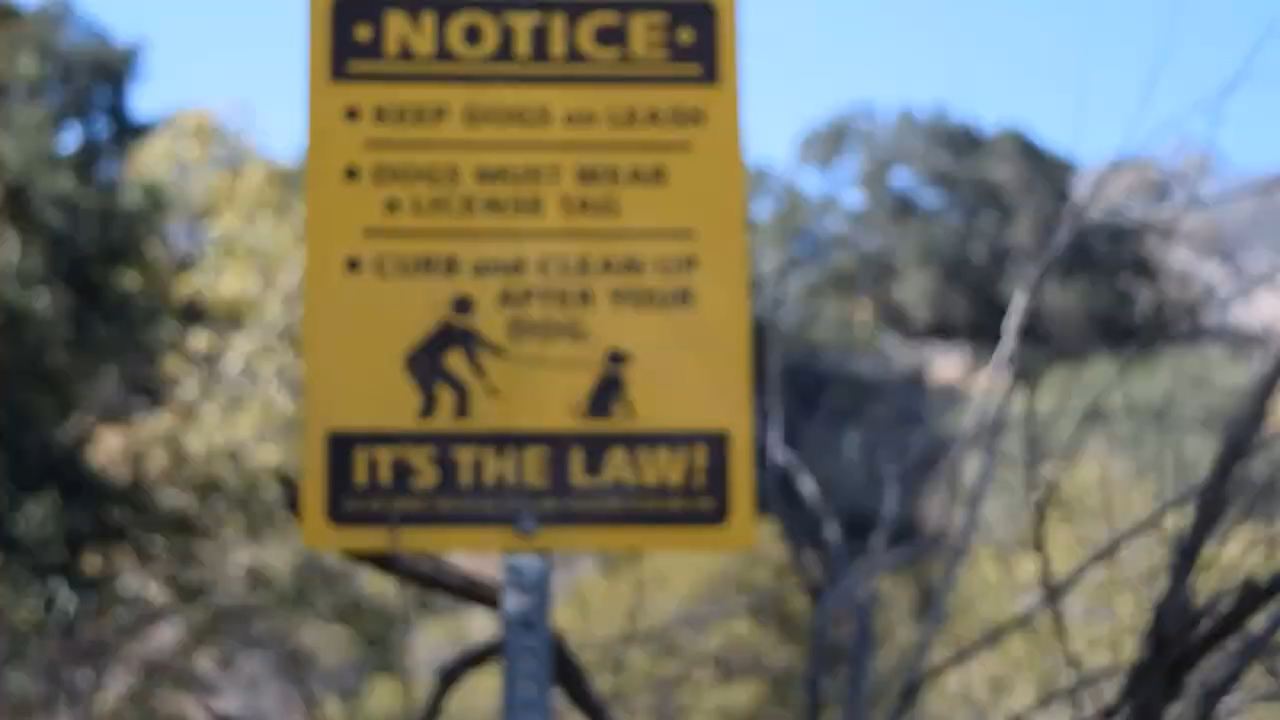 ·NOTICE·
• KEEP DOGS on LEASH
• DOGS MUST WEAR
a LICENSE TAG
• CURB and CLEAN UP
AFTER YOUR
DOG
IT'S THE LAW!